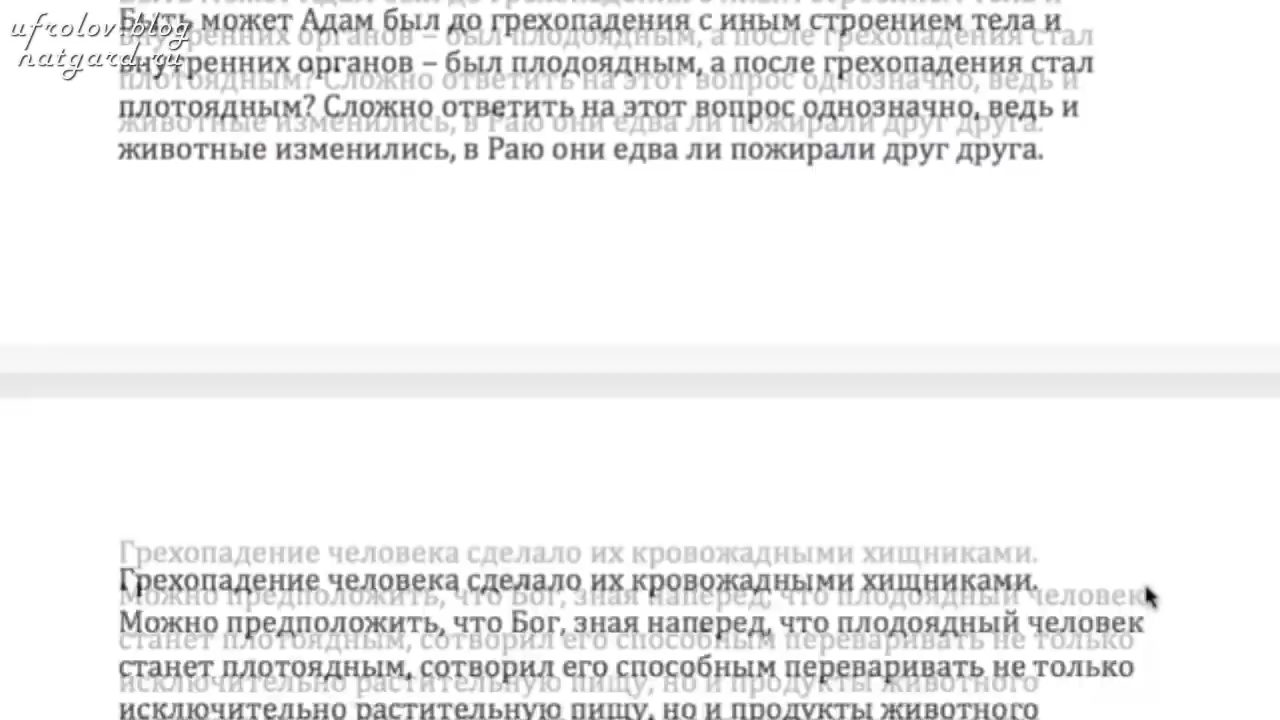 ufrolov.blog
natgard.ru
Быть может Адам был до грехопадения с иным строением тела и
внутренних органов – был плодоядным, а после грехопадения стал
плотоядным? Сложно ответить на этот вопрос однозначно, ведь и
животные изменились, в Раю они едва ли пожирали друг друга.
Грехопадение человека сделало их кровожадными хищниками.
Можно предположить, что Бог, зная наперед, что плодоядный человек
станет плотоядным, сотворил его способным переваривать не только
исключительно растительную пищу, но и продукты животного